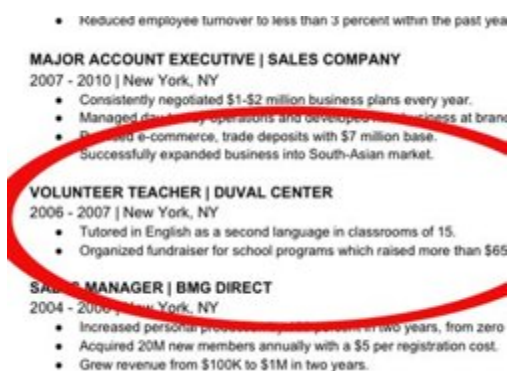 • Reduced employee turnover to less than 3 percent within the past yea
MAJOR ACCOUNT EXECUTIVE | SALES COMPANY
2007 - 2010 | New York, NY
• Consistently negotiated $1-$2 million business plans every year.
• Managed day operations and developed business at branc
• e-commerce, trade deposits with $7 million base.
Successfully expanded business into South-Asian market.
VOLUNTEER TEACHER | DUVAL CENTER
2006 - 2007 | New York, NY
• Tutored in English as a second language in classrooms of 15.
• Organized fundraiser for school programs which raised more than $65
MANAGER | BMG DIRECT
2004 - New York, NY
• Increased personal in two years, from zero
• Acquired 20M new members annually with a $5 per registration cost.
• Grew revenue from $100K to $1M in two years.